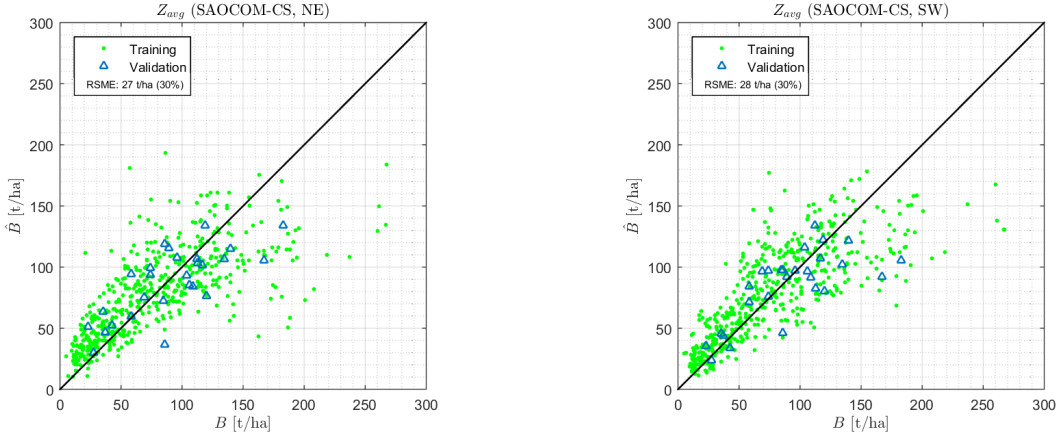 Z_avg (SAOCOM-CS, NE)
300
250
200
150
100
50
0
B̂ [t/ha]
Training
Validation
RSME: 27 t/ha (30%)
0 50 100 150 200 250 300
B [t/ha]
Z_avg (SAOCOM-CS, SW)
300
250
200
150
100
50
0
B̂ [t/ha]
Training
Validation
RSME: 28 t/ha (30%)
0 50 100 150 200 250 300
B [t/ha]